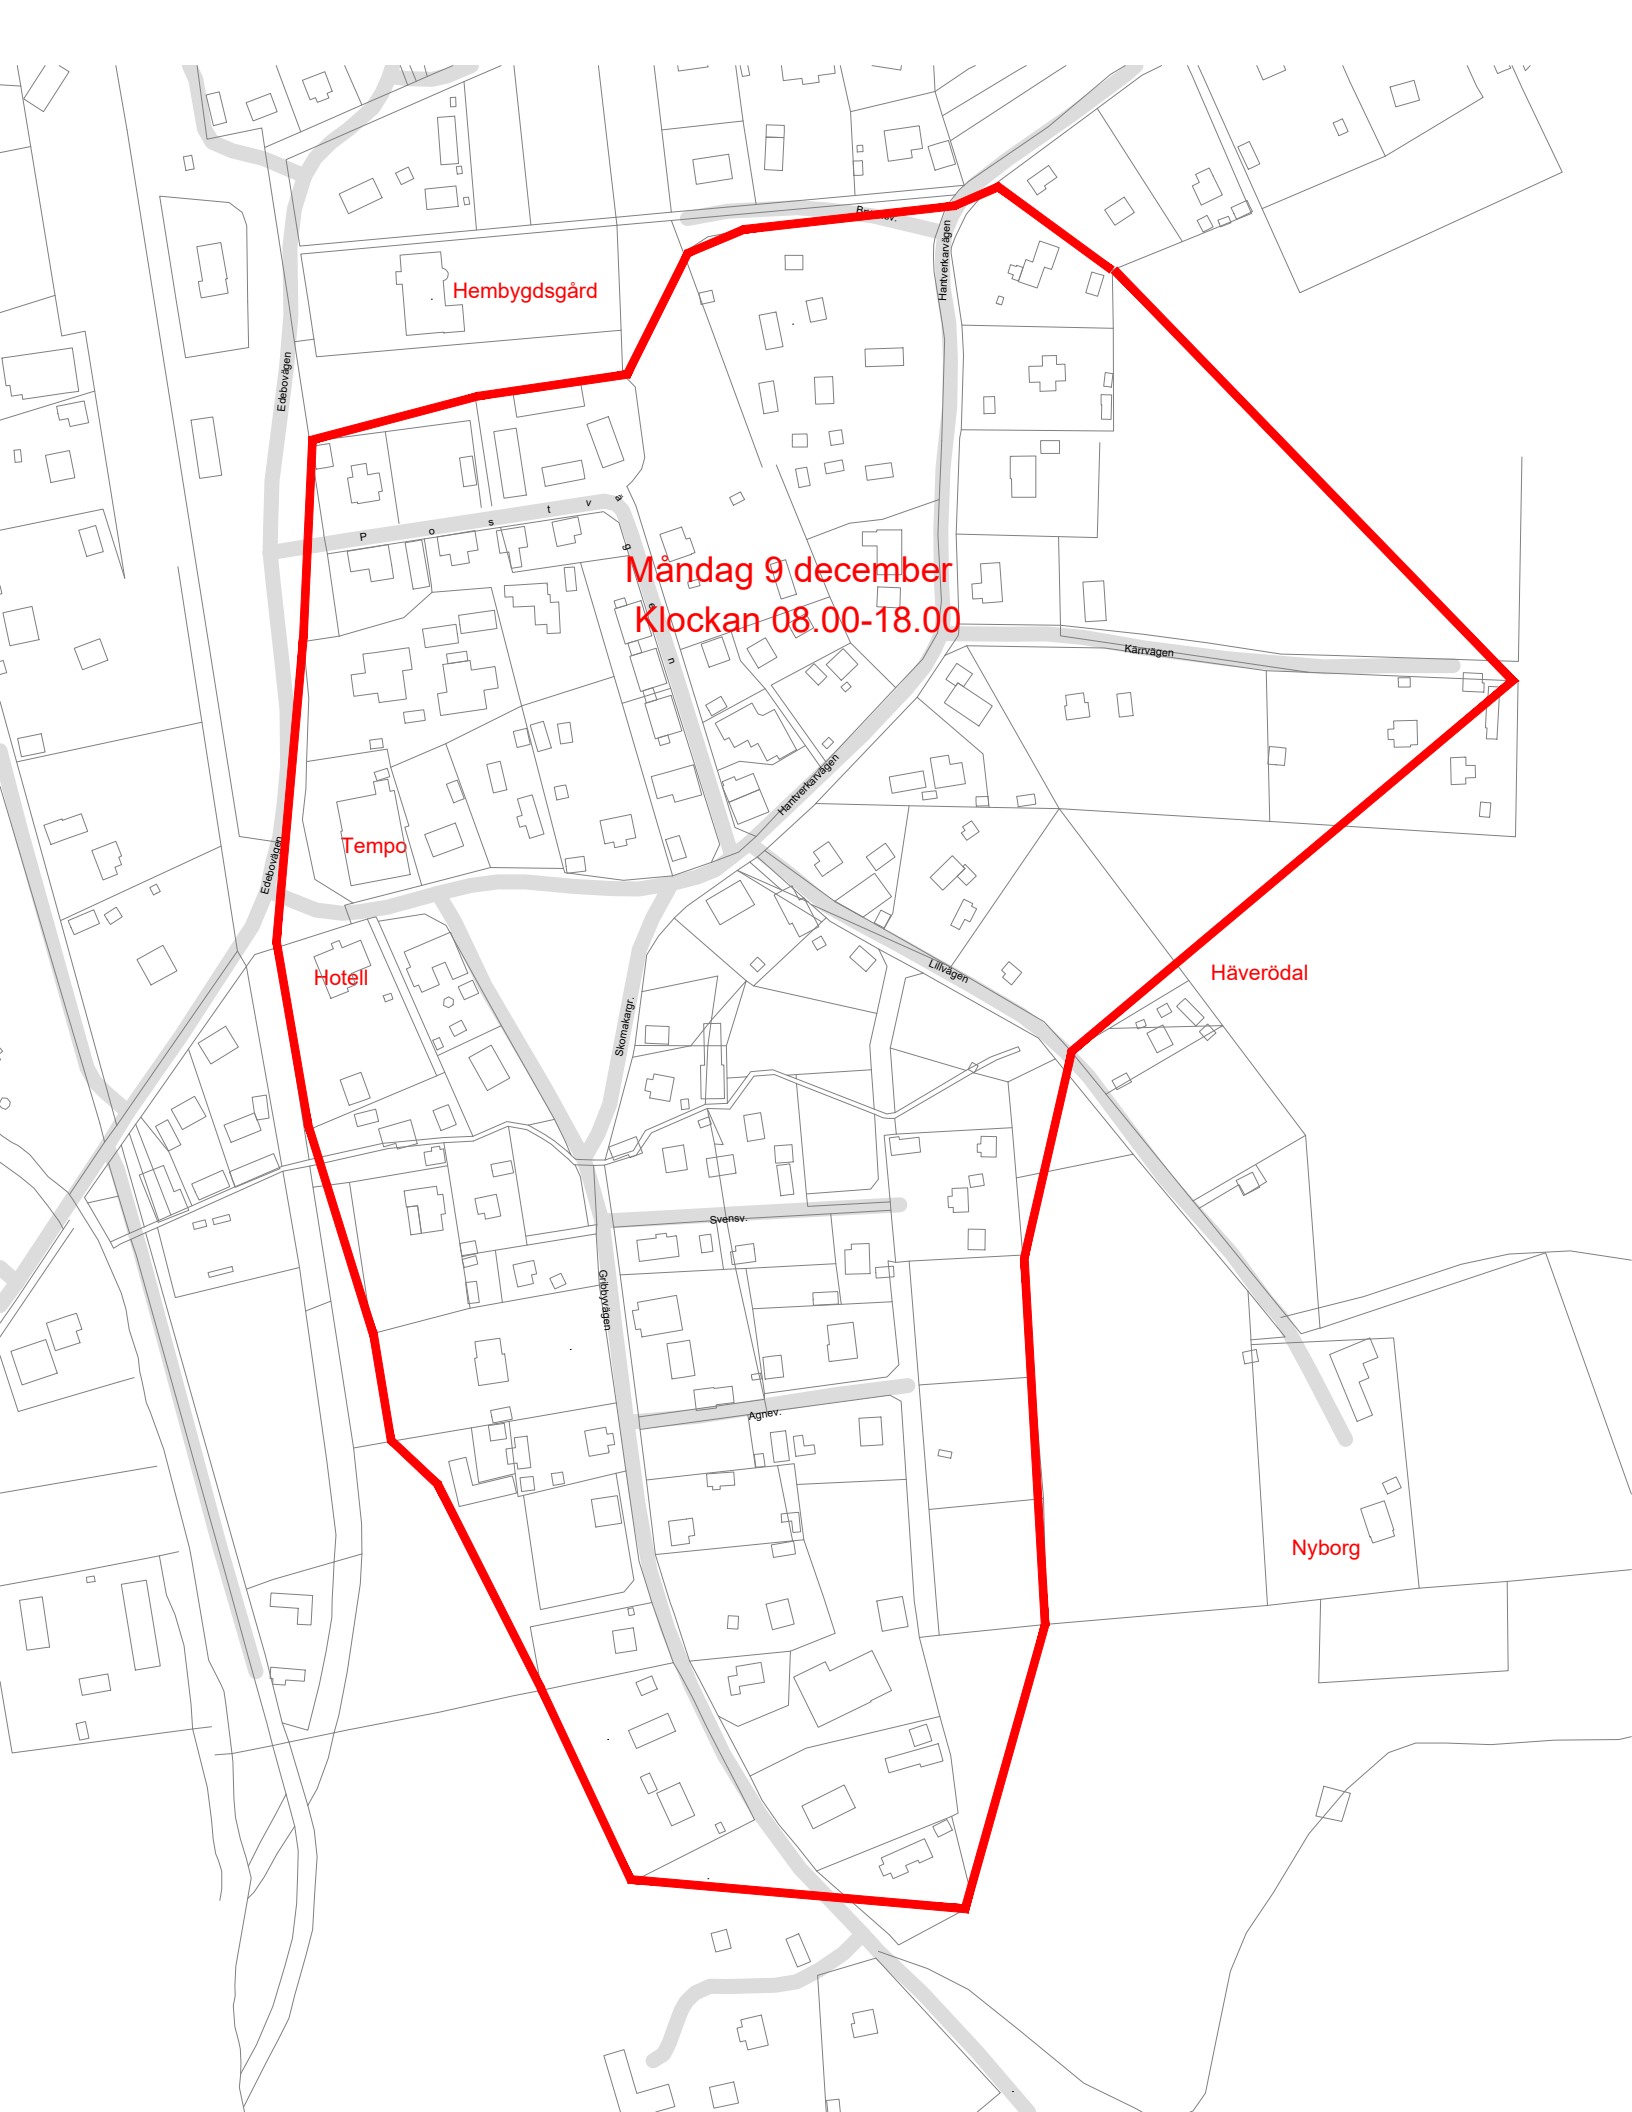 Hantverkarvägen
Hembygdsgård
Edebovägen
Postvägen
Måndag 9 december
Klockan 08.00-18.00
Kärrvägen
Hantverkarvägen
Tempo
Edebovägen
Hotell
Lillvägen
Häverödal
Skomakargr.
Svensv.
Gribbyvägen
Agnev.
Nyborg